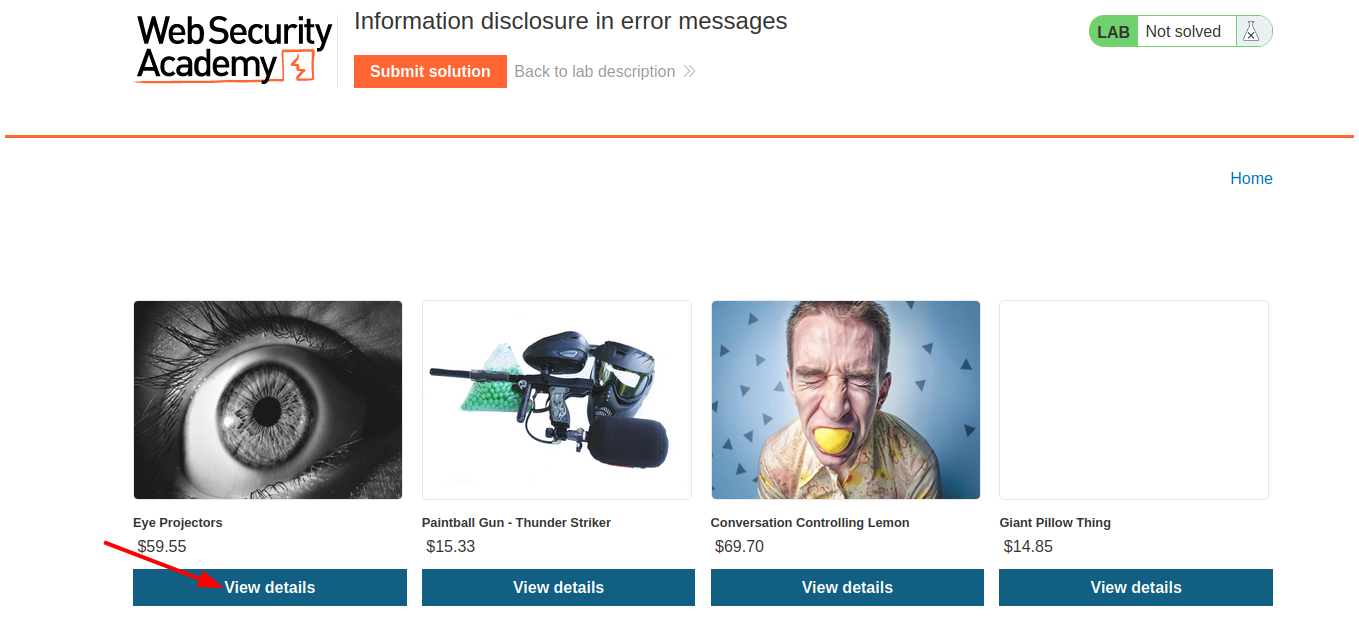 Web Security
Academy
Information disclosure in error messages
Submit solution
Back to lab description
LAB
Not solved
Home
Eye Projectors
Paintball Gun - Thunder Striker
Conversation Controlling Lemon
Giant Pillow Thing
$59.55
$15.33
$69.70
$14.85
View details
View details
View details
View details